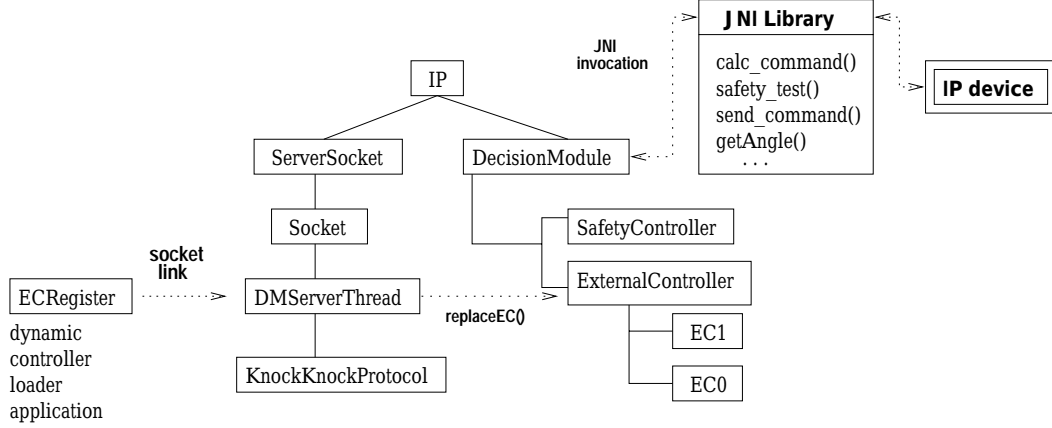 JNI Library
calc_command()
safety_test()
send_command()
getAngle()
. . .
JNI
invocation
IP device
IP
ServerSocket
DecisionModule
Socket
SafetyController
socket
link
ECRegister
DMServerThread
replaceEC()
ExternalController
dynamic
controller
loader
application
KnockKnockProtocol
EC1
EC0